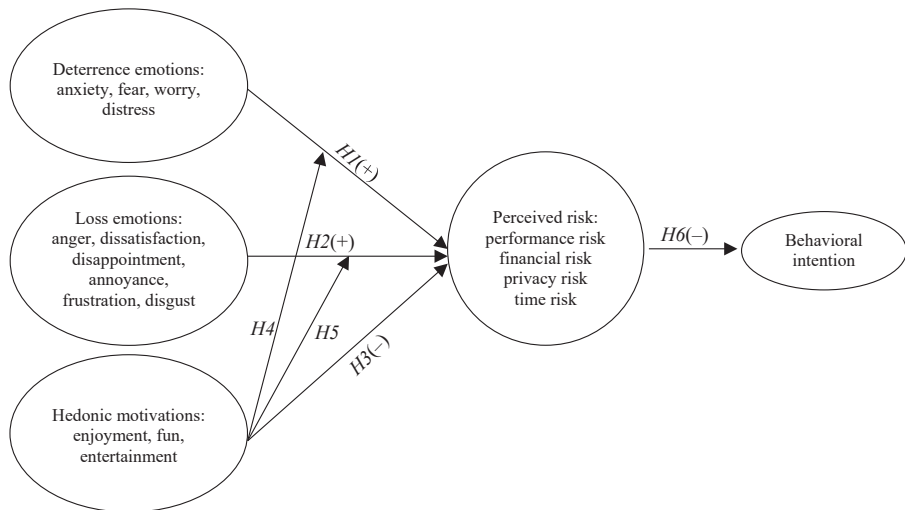 Deterrence emotions:
anxiety, fear, worry,
distress
H1(+)
Loss emotions:
anger, dissatisfaction,
disappointment,
annoyance,
frustration, disgust
H2(+)
Perceived risk:
performance risk
financial risk
privacy risk
time risk
H6(–)
Behavioral
intention
H4
H5
H3(–)
Hedonic motivations:
enjoyment, fun,
entertainment